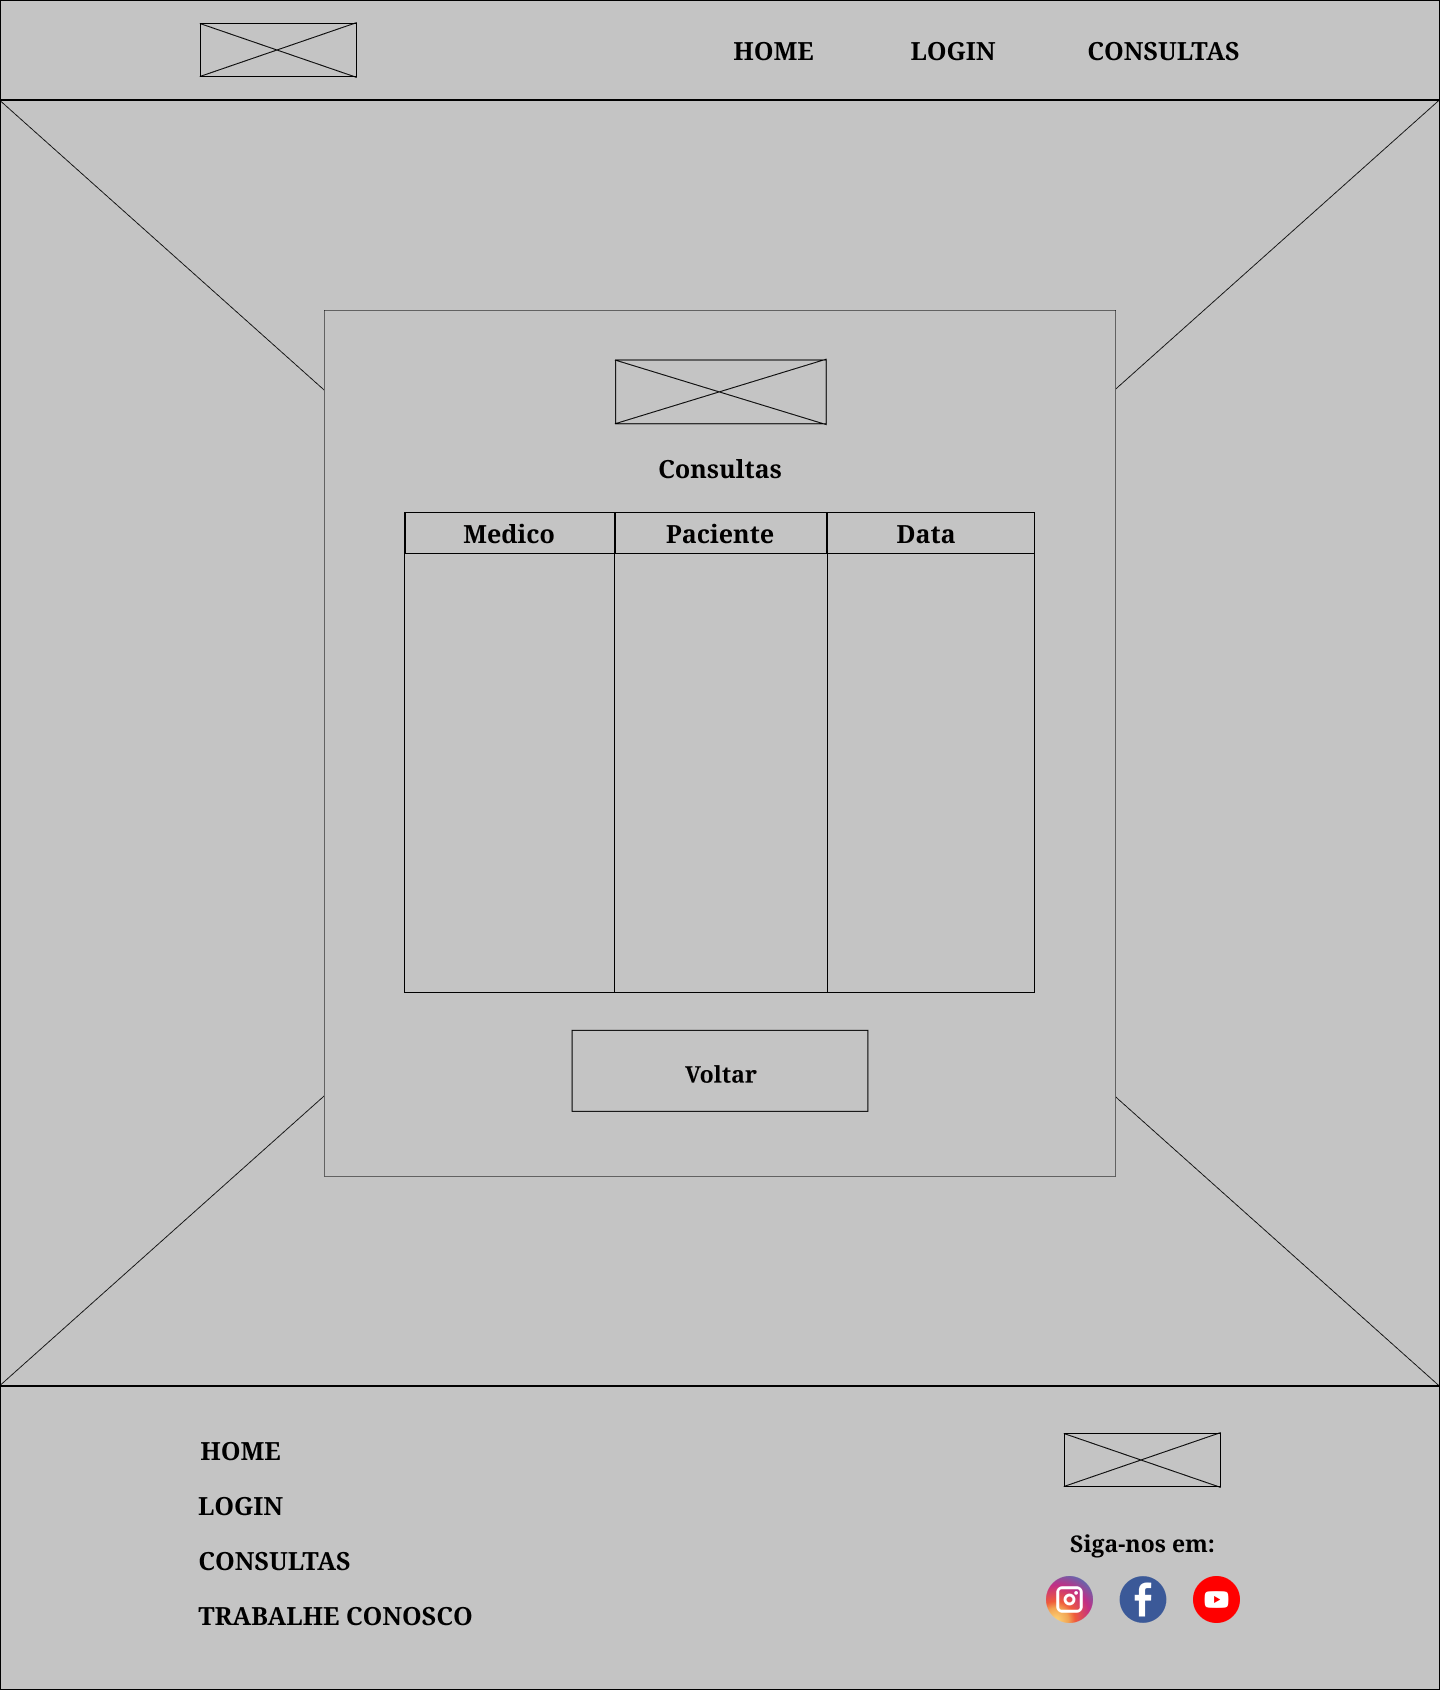 HOME LOGIN CONSULTAS
Consultas
Medico Paciente Data
Voltar
HOME
LOGIN
CONSULTAS
TRABALHE CONOSCO
Siga-nos em: